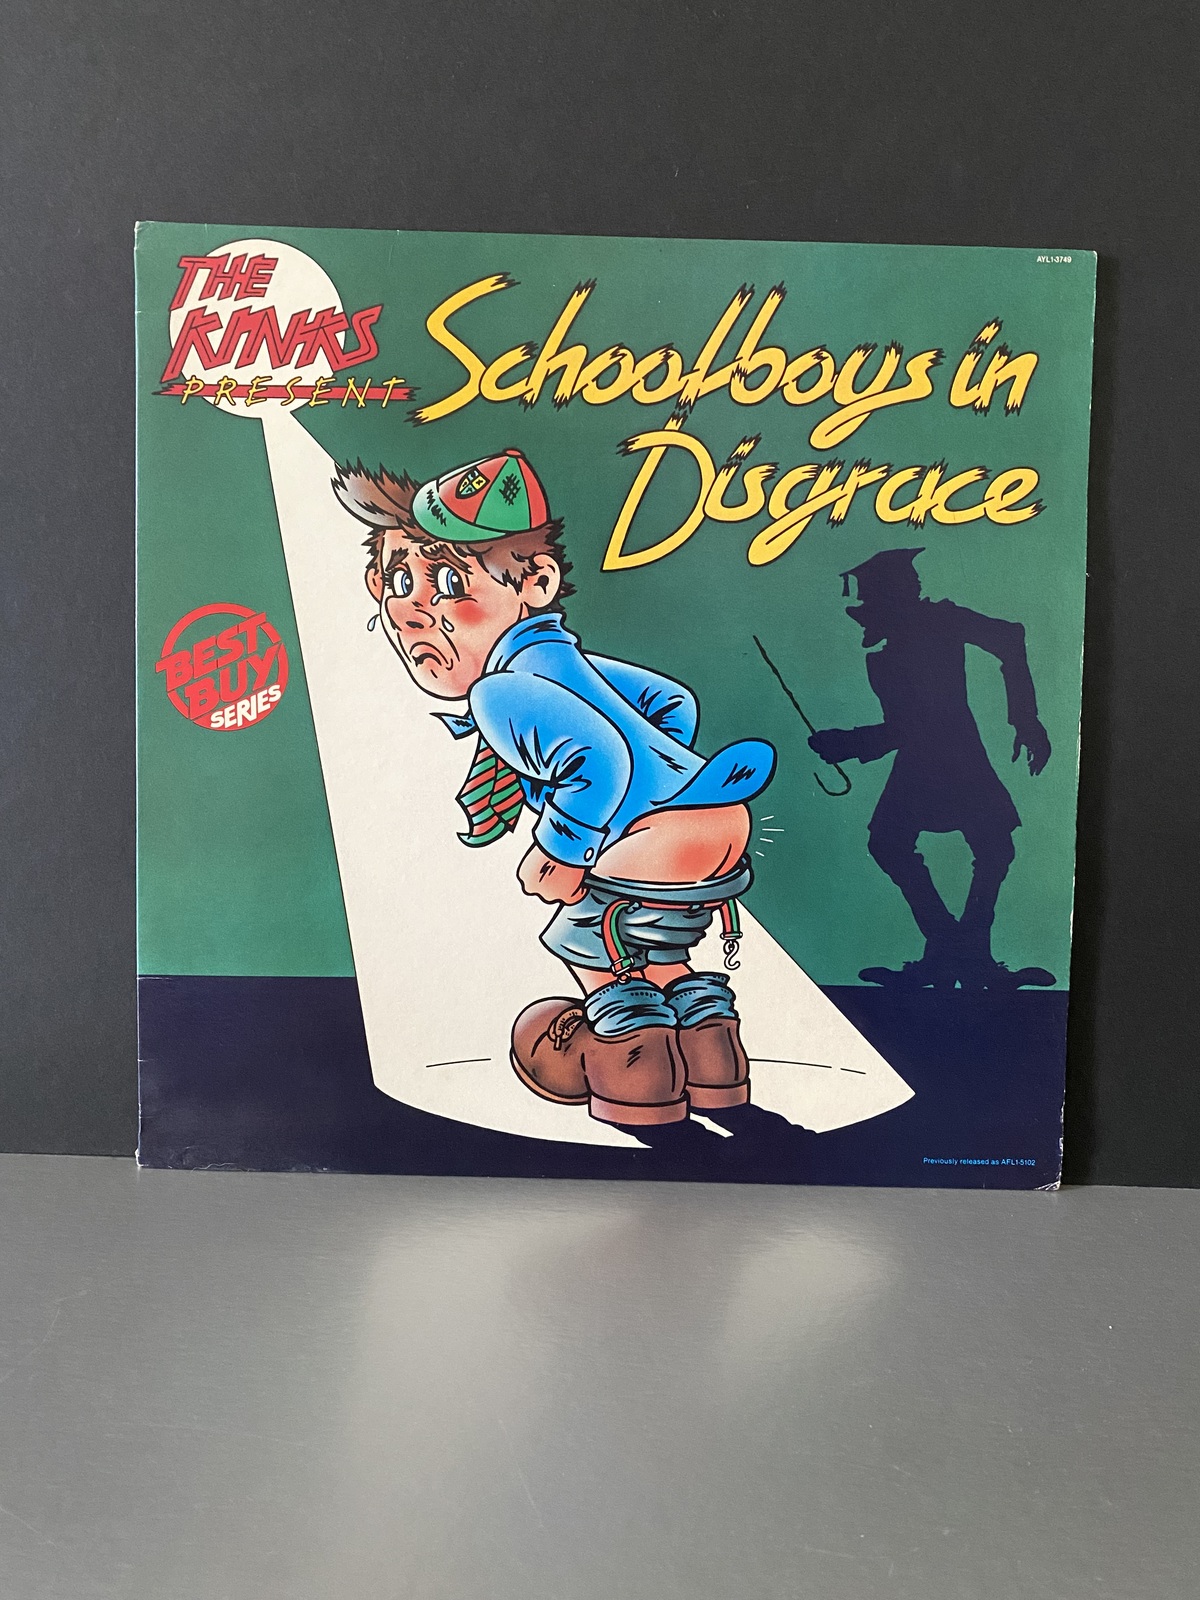 AYL1-3749
THE
KINKS
PRESENT
Schoolboys in
Disgrace
BEST
BUY
SERIES
Previously released as AFL1-5102